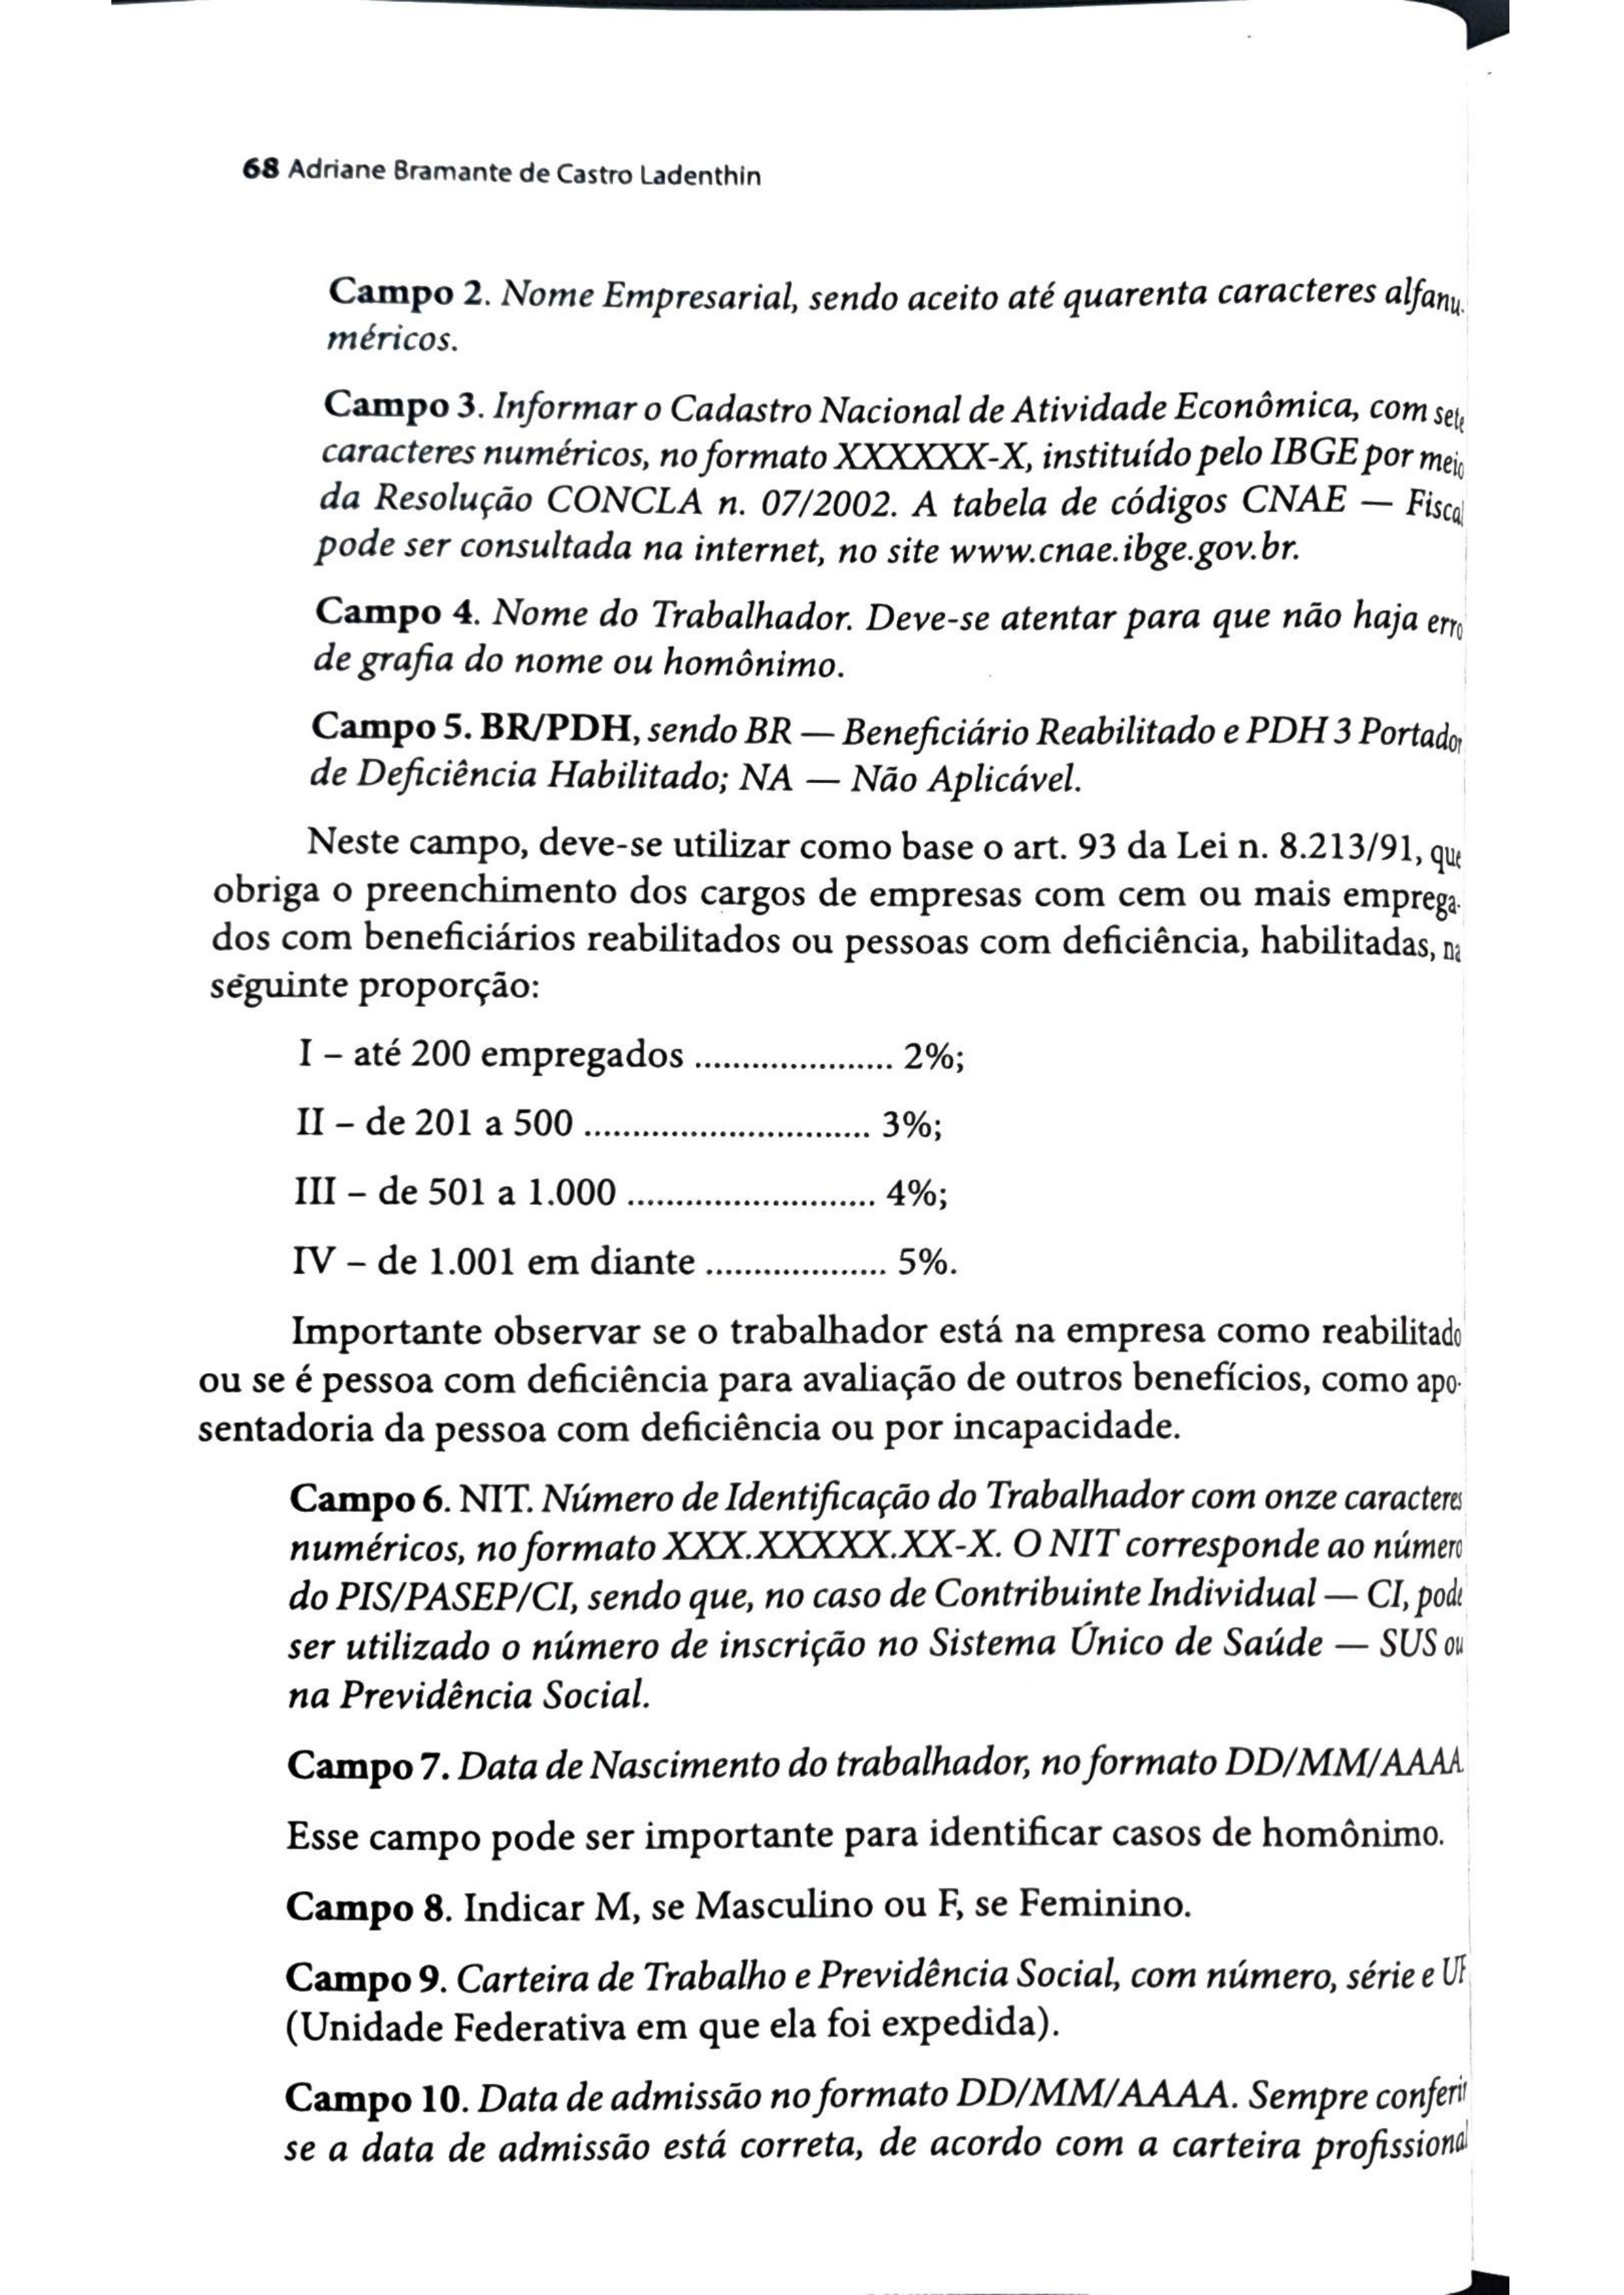 68 Adriane Bramante de Castro Ladenthin
Campo 2. Nome Empresarial, sendo aceito até quarenta caracteres alfanu-
méricos.
Campo 3. Informar o Cadastro Nacional de Atividade Econômica, com sete
caracteres numéricos, no formato XXXXXX-X, instituído pelo IBGE por meio
da Resolução CONCLA n. 07/2002. A tabela de códigos CNAE — Fiscal
pode ser consultada na internet, no site www.cnae.ibge.gov.br.
Campo 4. Nome do Trabalhador. Deve-se atentar para que não haja erro
de grafia do nome ou homônimo.
Campo 5. BR/PDH, sendo BR — Beneficiário Reabilitado e PDH 3 Portador
de Deficiência Habilitado; NA — Não Aplicável.
Neste campo, deve-se utilizar como base o art. 93 da Lei n. 8.213/91, que
obriga o preenchimento dos cargos de empresas com cem ou mais emprega-
dos com beneficiários reabilitados ou pessoas com deficiência, habilitadas, na
seguinte proporção:
I – até 200 empregados ..................... 2%;
II – de 201 a 500 .............................. 3%;
III – de 501 a 1.000 .......................... 4%;
IV – de 1.001 em diante ................... 5%.
Importante observar se o trabalhador está na empresa como reabilitado
ou se é pessoa com deficiência para avaliação de outros benefícios, como apo-
sentadoria da pessoa com deficiência ou por incapacidade.
Campo 6. NIT. Número de Identificação do Trabalhador com onze caracteres
numéricos, no formato XXX.XXXXX.XX-X. O NIT corresponde ao número
do PIS/PASEP/CI, sendo que, no caso de Contribuinte Individual — CI, pode
ser utilizado o número de inscrição no Sistema Único de Saúde — SUS ou
na Previdência Social.
Campo 7. Data de Nascimento do trabalhador, no formato DD/MM/AAAA.
Esse campo pode ser importante para identificar casos de homônimo.
Campo 8. Indicar M, se Masculino ou F, se Feminino.
Campo 9. Carteira de Trabalho e Previdência Social, com número, série e UF
(Unidade Federativa em que ela foi expedida).
Campo 10. Data de admissão no formato DD/MM/AAAA. Sempre conferir
se a data de admissão está correta, de acordo com a carteira profissional